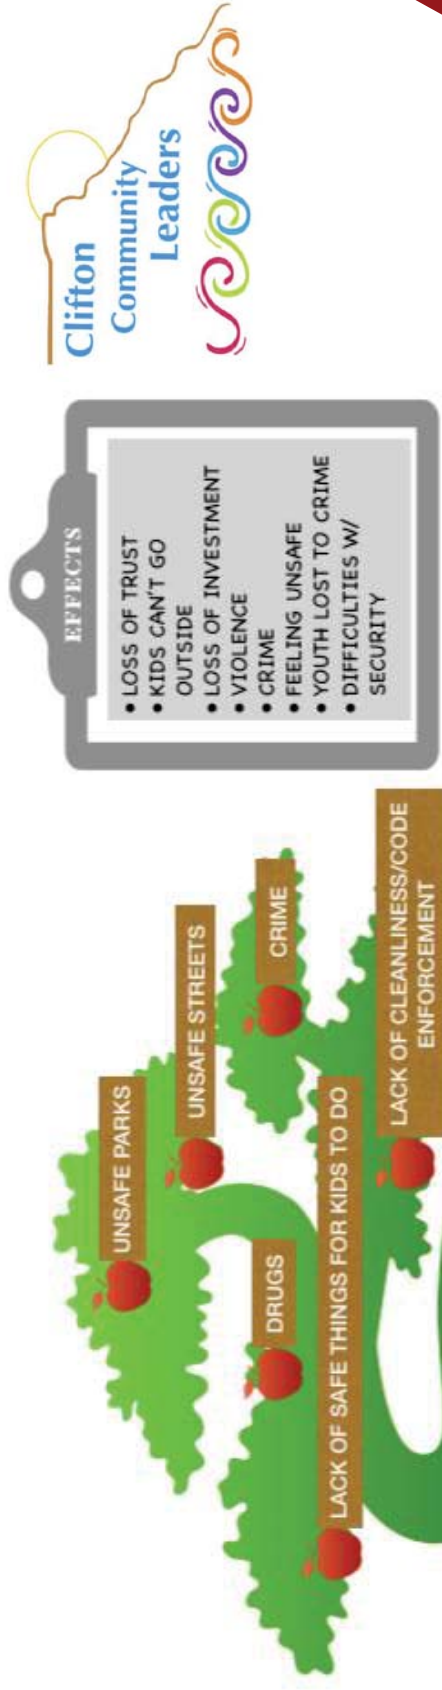 UNSAFE PARKS
UNSAFE STREETS
DRUGS
CRIME
LACK OF SAFE THINGS FOR KIDS TO DO
LACK OF CLEANLINESS/CODE
ENFORCEMENT
EFFECTS
• LOSS OF TRUST
• KIDS CAN'T GO
OUTSIDE
• LOSS OF INVESTMENT
• VIOLENCE
• CRIME
• FEELING UNSAFE
• YOUTH LOST TO CRIME
• DIFFICULTIES W/
SECURITY
Clifton
Community
Leaders